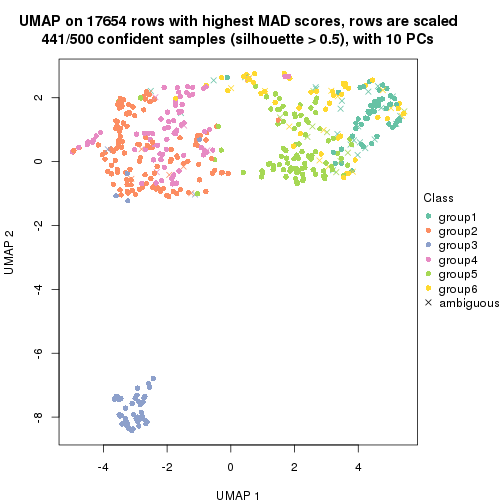 UMAP on 17654 rows with highest MAD scores, rows are scaled
441/500 confident samples (silhouette > 0.5), with 10 PCs
2
0
-2
-4
-6
-8
UMAP 2
-4
-2
0
2
4
UMAP 1
Class
group1
group2
group3
group4
group5
group6
ambiguous